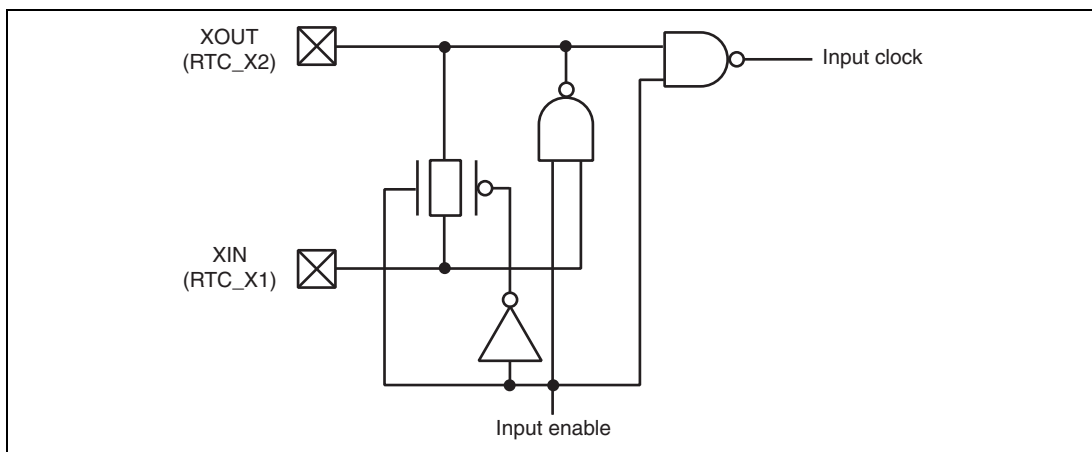 XOUT
(RTC_X2)
Input clock
XIN
(RTC_X1)
Input enable